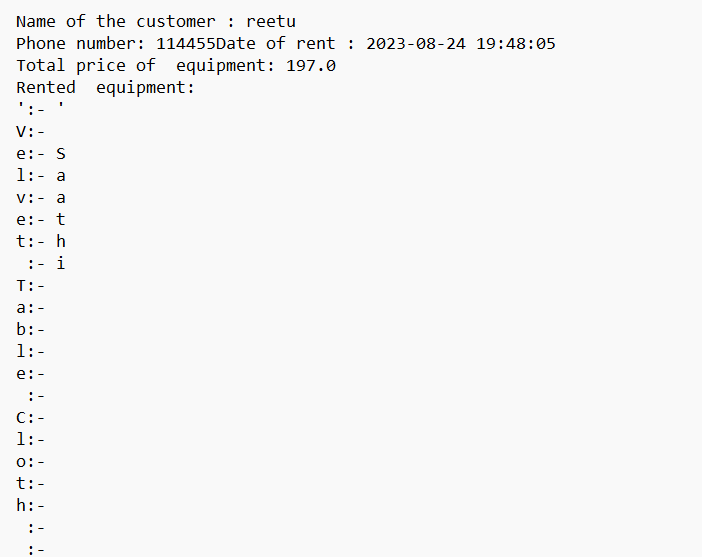 Name of the customer : reetu
Phone number: 114455Date of rent : 2023-08-24 19:48:05
Total price of  equipment: 197.0
Rented  equipment:
':- '
V:-
e:- S
l:- a
v:- a
e:- t
t:- h
 :- i
T:-
a:-
b:-
l:-
e:-
 :-
C:-
l:-
o:-
t:-
h:-
 :-
 :-